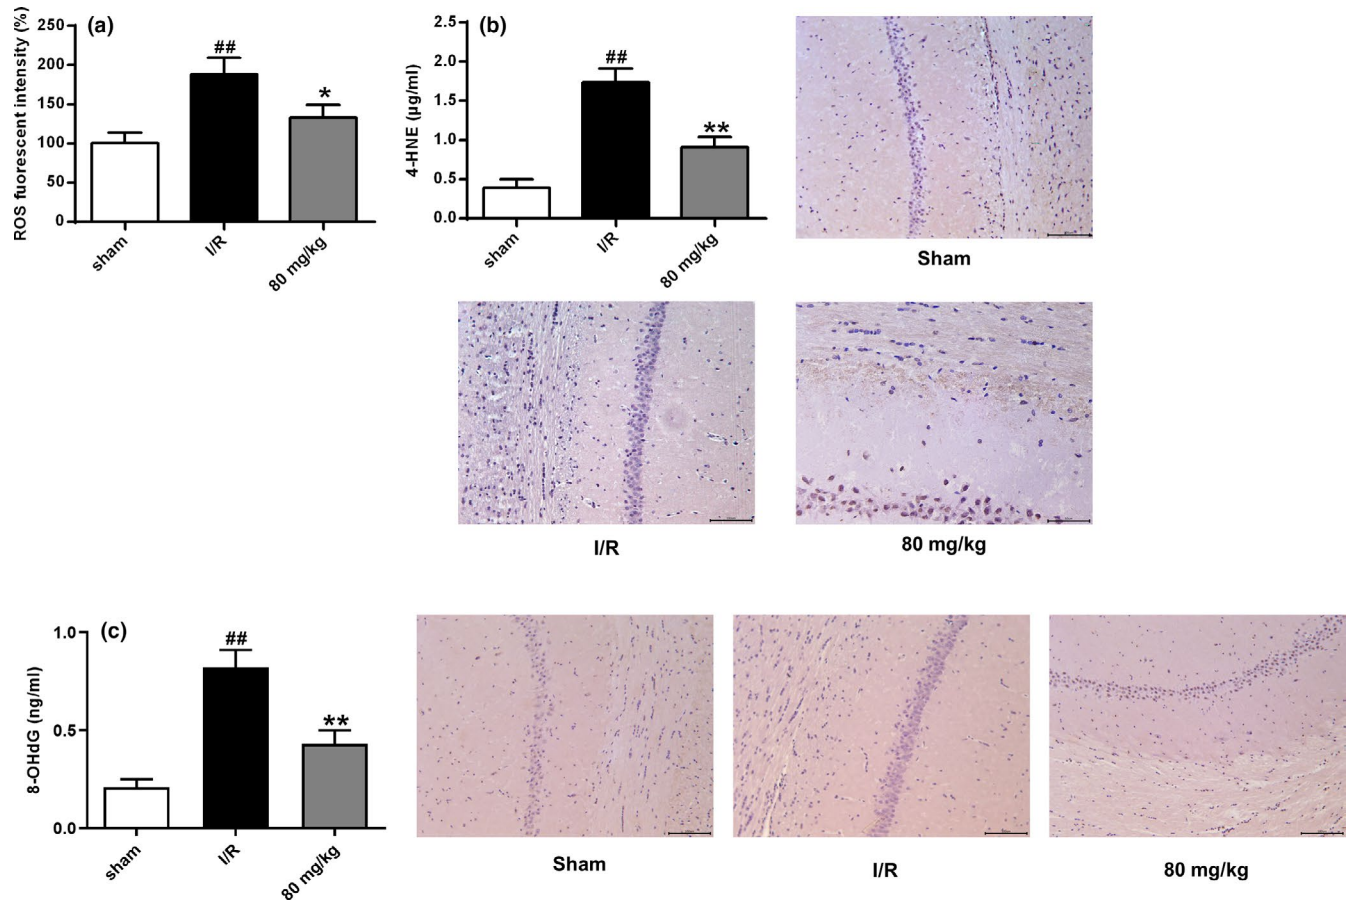 (a)
ROS fuorescent intensity (%)
250
200
150
100
50
0
##
*
sham
I/R
80 mg/kg
(b)
4-HNE (µg/ml)
2.5
2.0
1.5
1.0
0.5
0.0
##
**
sham
I/R
80 mg/kg
Sham
I/R
80 mg/kg
(c)
8-OHdG (ng/ml)
1.0
0.5
0.0
##
**
sham
I/R
80 mg/kg
Sham
I/R
80 mg/kg